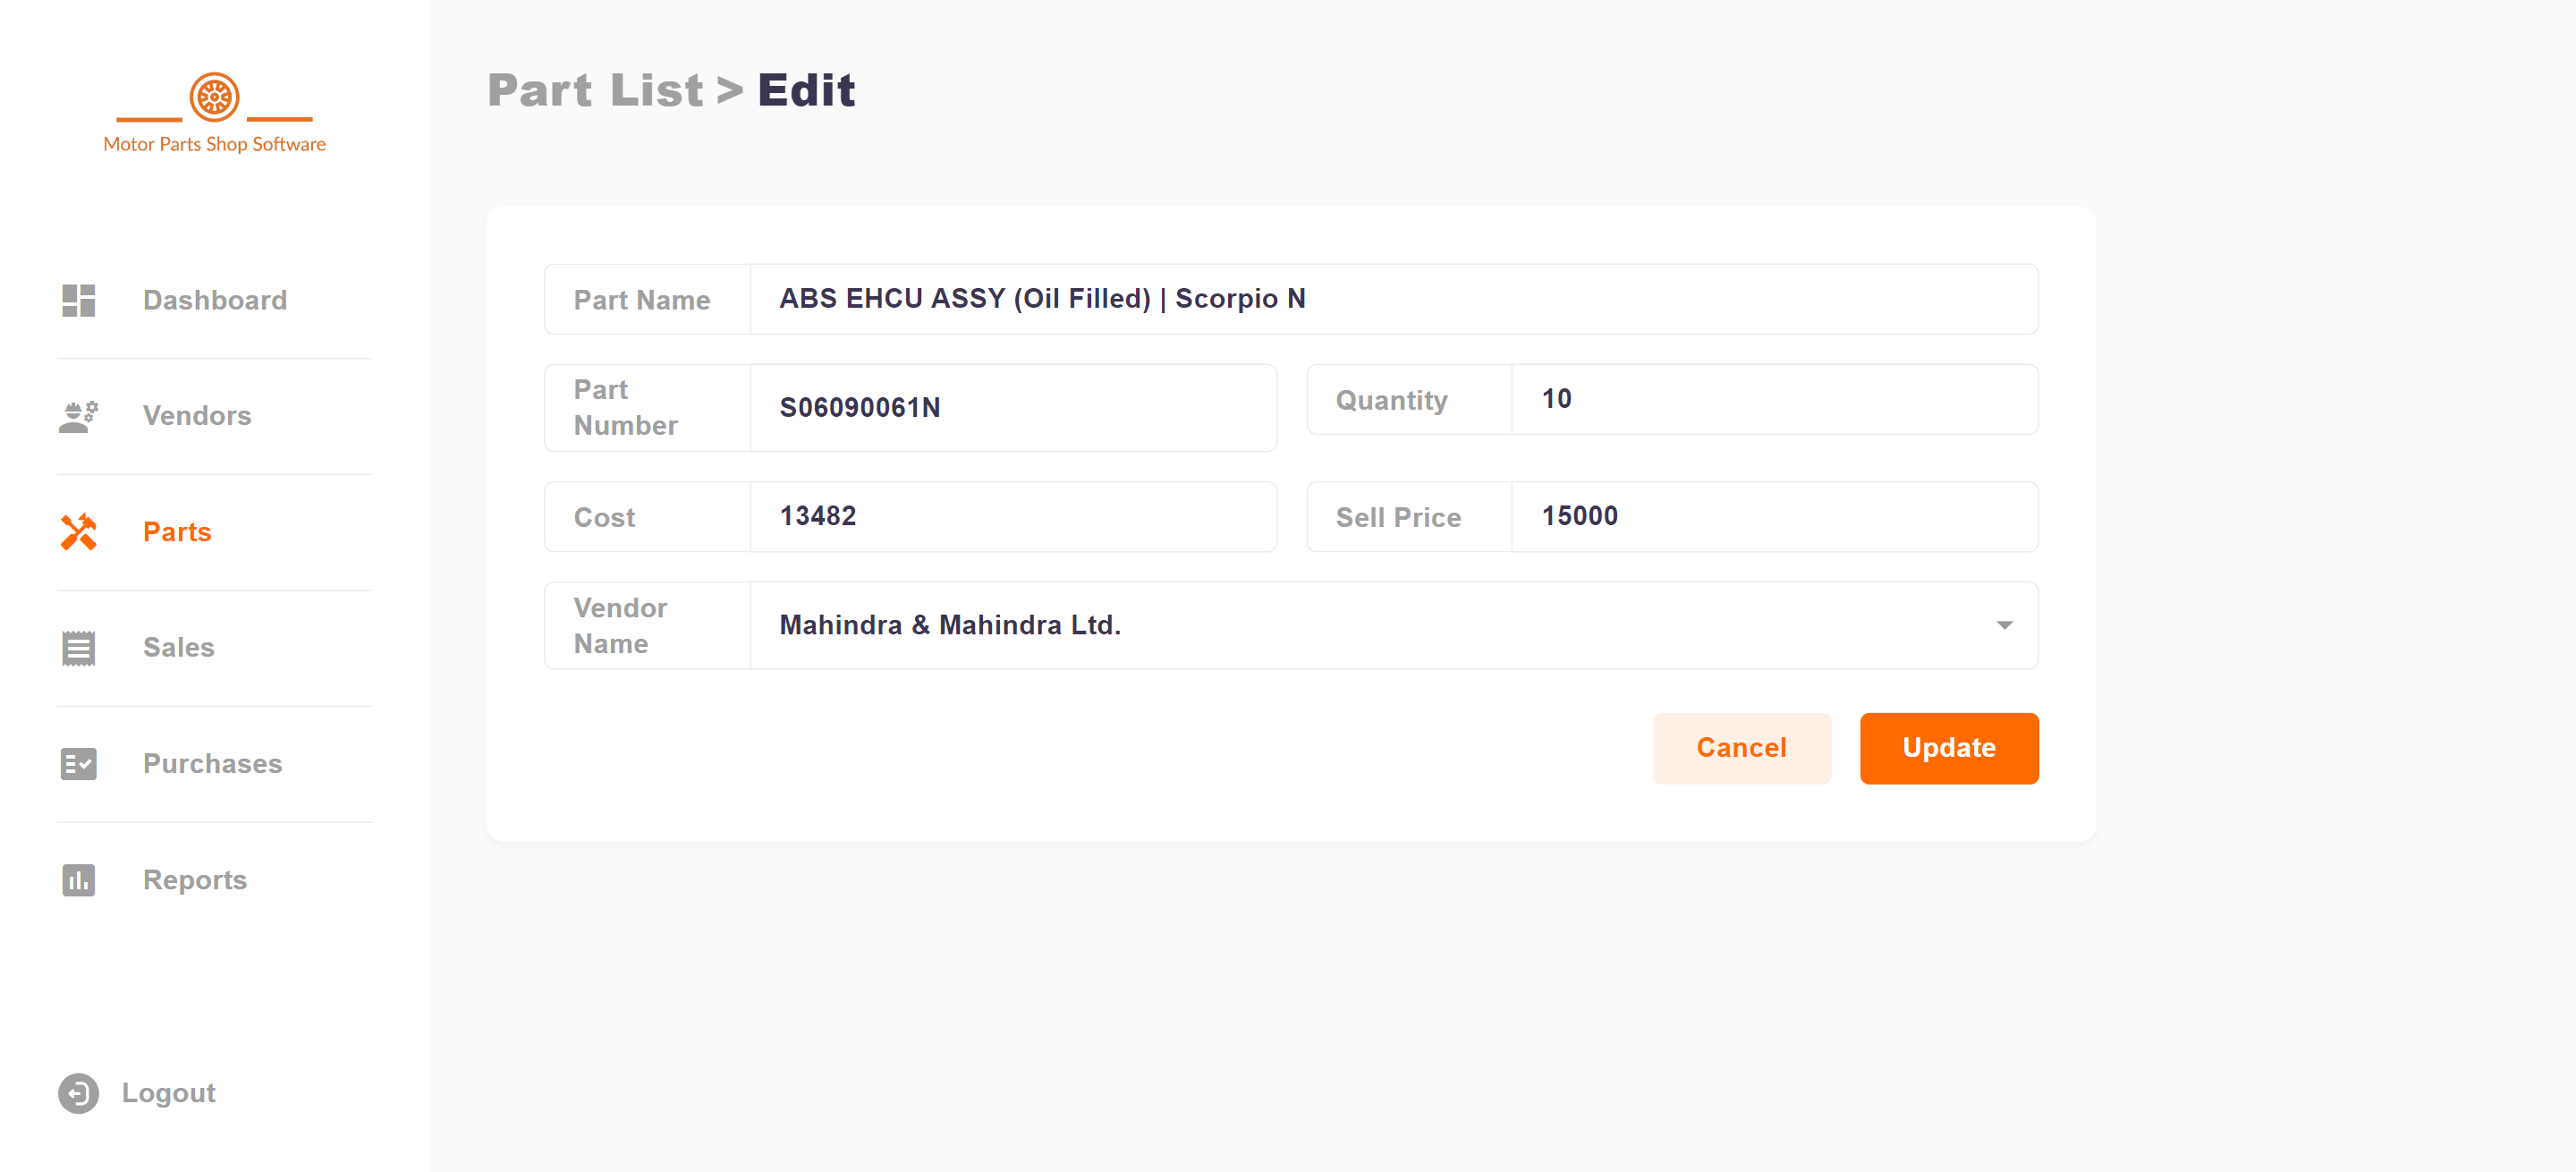 Motor Parts Shop Software
Dashboard
Vendors
Parts
Sales
Purchases
Reports
Logout
Part List > Edit
Part Name
ABS EHCU ASSY (Oil Filled) | Scorpio N
Part
Number
S06090061N
Quantity
10
Cost
13482
Sell Price
15000
Vendor
Name
Mahindra & Mahindra Ltd.
Cancel
Update